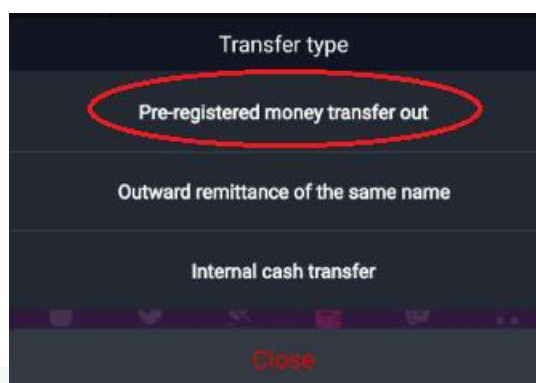 Transfer type
Pre-registered money transfer out
Outward remittance of the same name
Internal cash transfer
Close